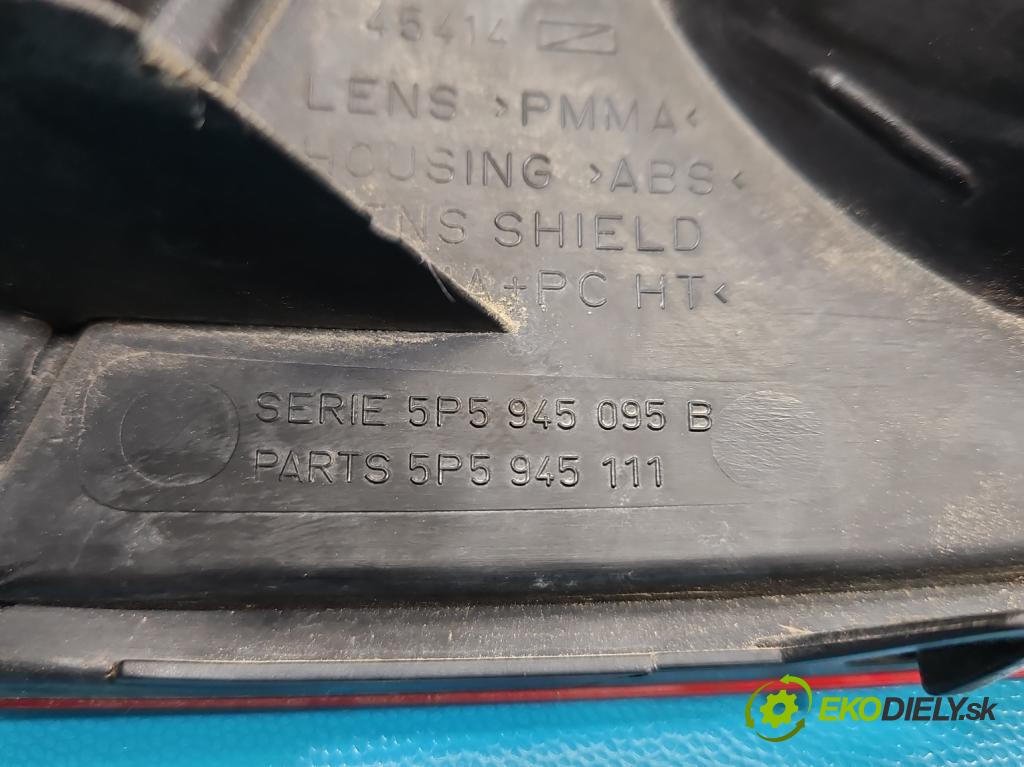 45414
LENS >PMMA<
HOUSING >ABS<
SHIELD
+PC HT<
SERIE 5P5 945 095 B
PARTS 5P5 945 111
EKODIELY.sk